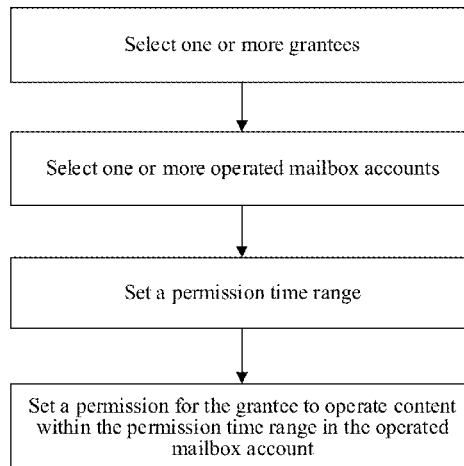 Select one or more grantees
Select one or more operated mailbox accounts
Set a permission time range
Set a permission for the grantee to operate content
within the permission time range in the operated
mailbox account